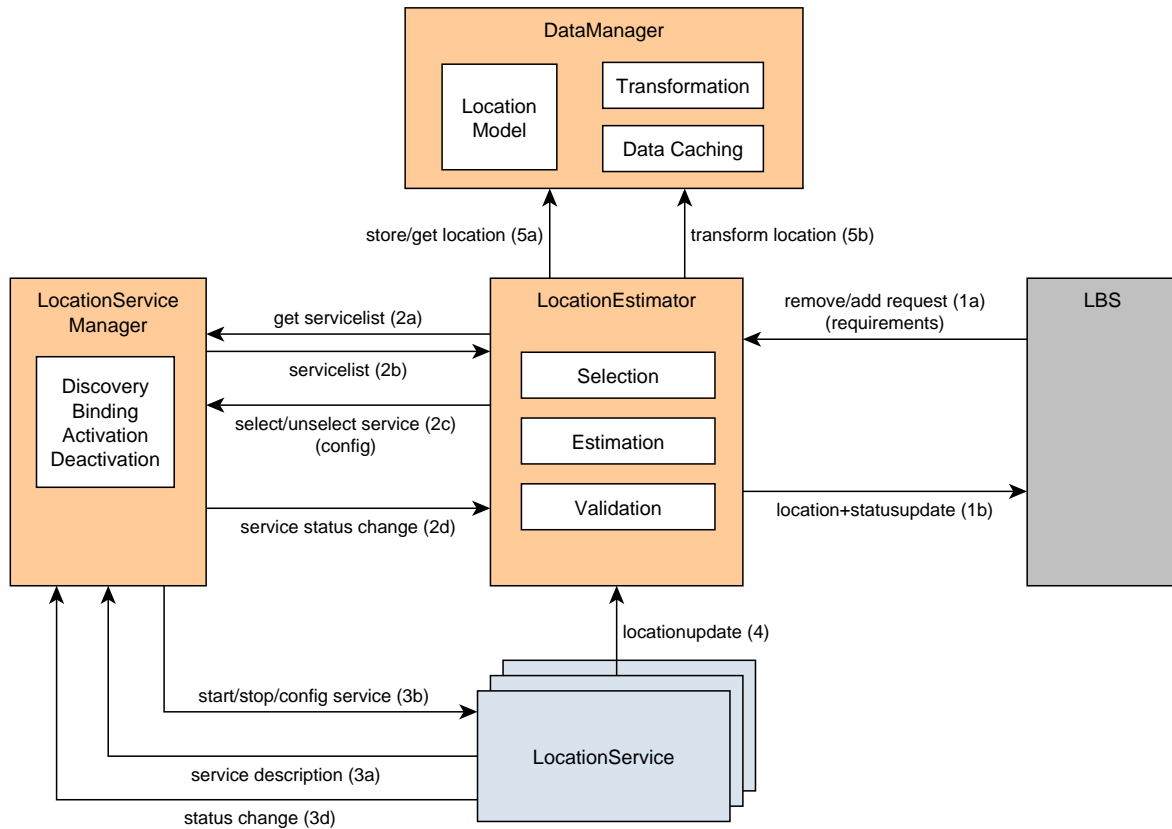 DataManager
Location
Model
Transformation
Data Caching
store/get location (5a)
transform location (5b)
LocationService
Manager
Discovery
Binding
Activation
Deactivation
get servicelist (2a)
servicelist (2b)
select/unselect service (2c)
(config)
service status change (2d)
LocationEstimator
Selection
Estimation
Validation
remove/add request (1a)
(requirements)
location+statusupdate (1b)
LBS
locationupdate (4)
start/stop/config service (3b)
service description (3a)
status change (3d)
LocationService